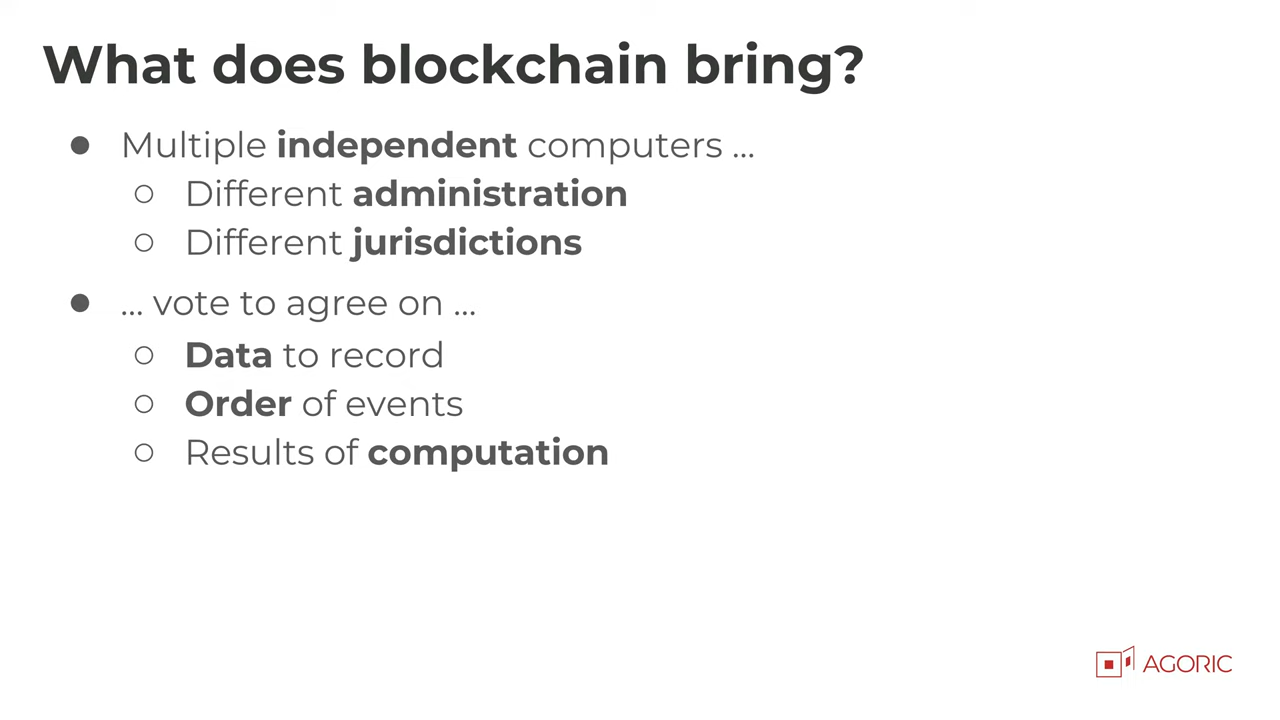 What does blockchain bring?
● Multiple independent computers ...
○ Different administration
○ Different jurisdictions
● ... vote to agree on ...
○ Data to record
○ Order of events
○ Results of computation
AGORIC